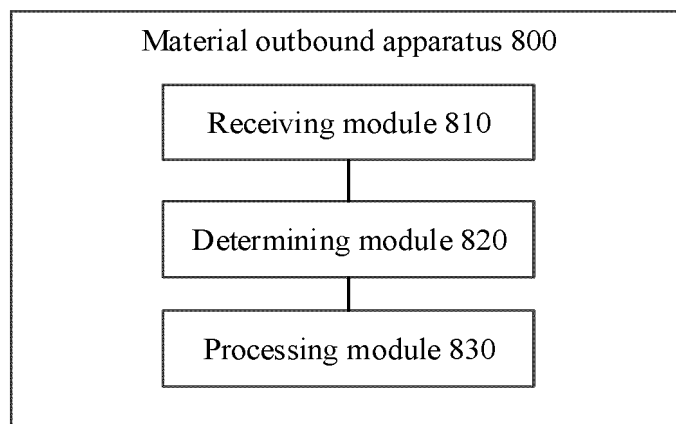 Material outbound apparatus 800
Receiving module 810
Determining module 820
Processing module 830